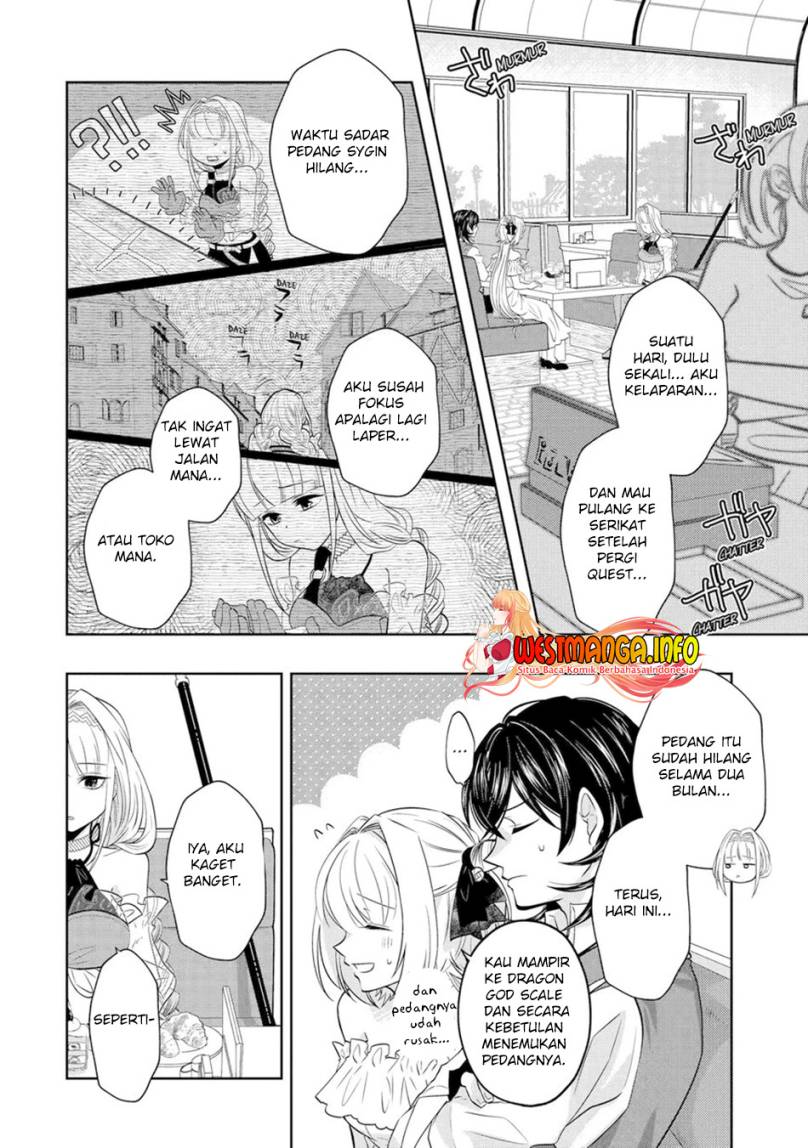 ざわ
MURMUR
ざわ
MURMUR
SUATU
HARI, DULU
SEKALI... AKU
KELAPARAN...
DAN MAU
PULANG KE
SERIKAT
SETELAH
PERGI
QUEST...
ガヤ
CHATTER
ガヤ
CHATTER
?!!
WAKTU SADAR
PEDANG SYGIN
HILANG...
DAZE
DAZE
DAZE
AKU SUSAH
FOKUS
APALAGI LAGI
LAPER...
TAK INGAT
LEWAT
JALAN
MANA...
ATAU TOKO
MANA.
WESTMANGA.INFO
Situs Baca Komik Berbahasa Indonesia
PEDANG ITU
SUDAH HILANG
SELAMA DUA
BULAN...
TERUS,
HARI INI...
...
KAU MAMPIR
KE DRAGON
GOD SCALE
DAN SECARA
KEBETULAN
MENEMUKAN
PEDANGNYA.
dan
pedangnya
udah
rusak...
IYA, AKU
KAGET
BANGET.
SEPERTI-